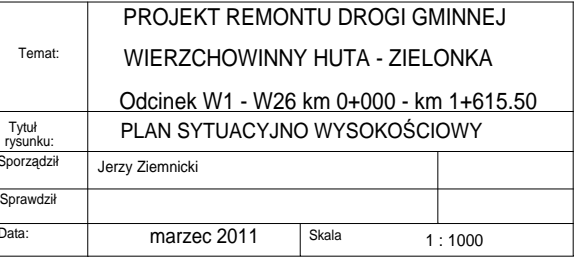 Temat:
PROJEKT REMONTU DROGI GMINNEJ
WIERZCHOWINNY HUTA - ZIELONKA
Odcinek W1 - W26 km 0+000 - km 1+615.50
Tytuł
rysunku:
PLAN SYTUACYJNO WYSOKOŚCIOWY
Sporządził
Jerzy Ziemnicki
Sprawdził
Data:
marzec 2011
Skala
1 : 1000